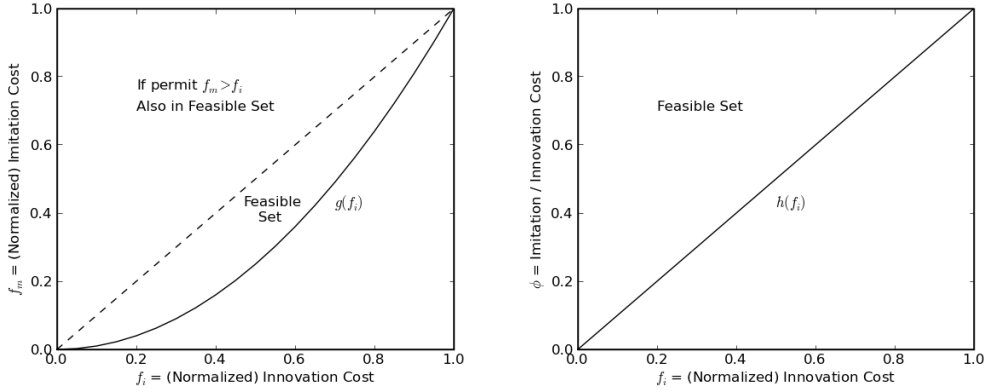 1.0
0.8
0.6
0.4
0.2
0.0
f_m = (Normalized) Imitation Cost
If permit f_m > f_i
Also in Feasible Set
Feasible
Set
g(f_i)
0.0 0.2 0.4 0.6 0.8 1.0
f_i = (Normalized) Innovation Cost
1.0
0.8
0.6
0.4
0.2
0.0
ϕ = Imitation / Innovation Cost
Feasible Set
h(f_i)
0.0 0.2 0.4 0.6 0.8 1.0
f_i = (Normalized) Innovation Cost